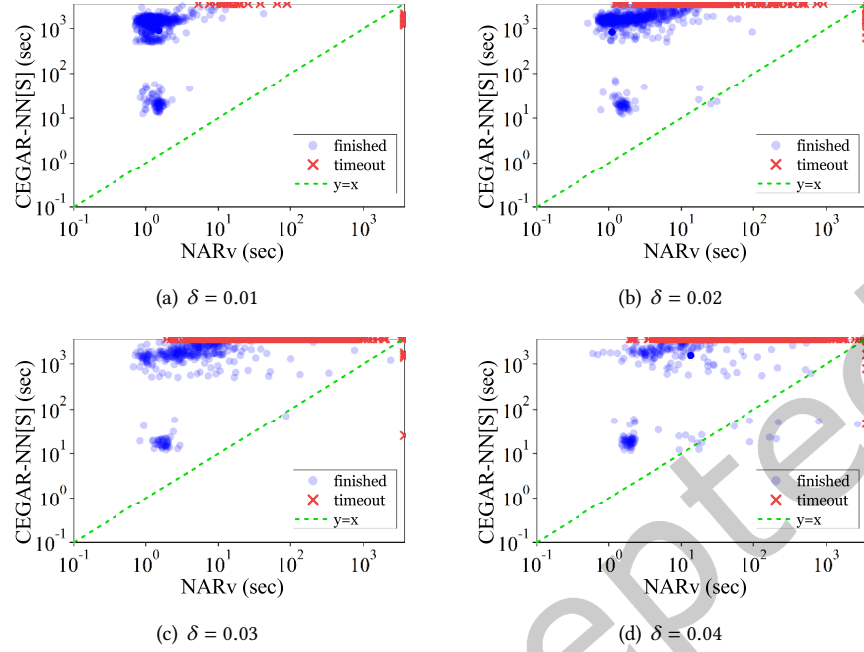 CEGAR-NN[S] (sec)
10^3
10^2
10^1
10^0
10^-1
finished
timeout
y=x
10^-1 10^0 10^1 10^2 10^3
NARv (sec)
(a) δ = 0.01
CEGAR-NN[S] (sec)
10^3
10^2
10^1
10^0
10^-1
finished
timeout
y=x
10^-1 10^0 10^1 10^2 10^3
NARv (sec)
(b) δ = 0.02
CEGAR-NN[S] (sec)
10^3
10^2
10^1
10^0
10^-1
finished
timeout
y=x
10^-1 10^0 10^1 10^2 10^3
NARv (sec)
(c) δ = 0.03
CEGAR-NN[S] (sec)
10^3
10^2
10^1
10^0
10^-1
finished
timeout
y=x
10^-1 10^0 10^1 10^2 10^3
NARv (sec)
(d) δ = 0.04
epte